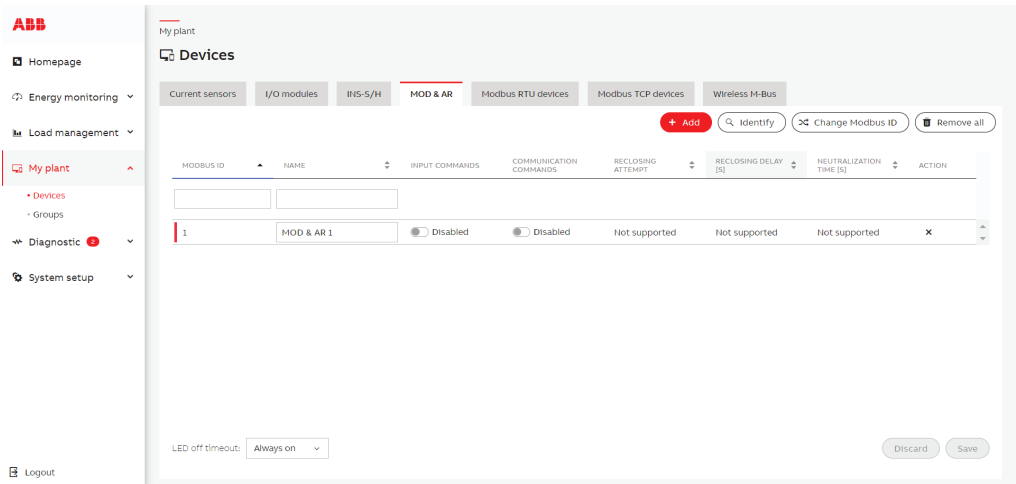 ABB
Homepage
Energy monitoring
Load management
My plant
Devices
Groups
Diagnostic 2
System setup
Logout
My plant
Devices
Current sensors I/O modules INS-S/H MOD & AR Modbus RTU devices Modbus TCP devices Wireless M-Bus
+ Add Identify Change Modbus ID Remove all
MODBUS ID NAME INPUT COMMANDS COMMUNICATION COMMANDS RECLOSING ATTEMPT RECLOSING DELAY [S] NEUTRALIZATION TIME [S] ACTION
1 MOD & AR 1 Disabled Disabled Not supported Not supported Not supported ×
LED off timeout: Always on Discard Save